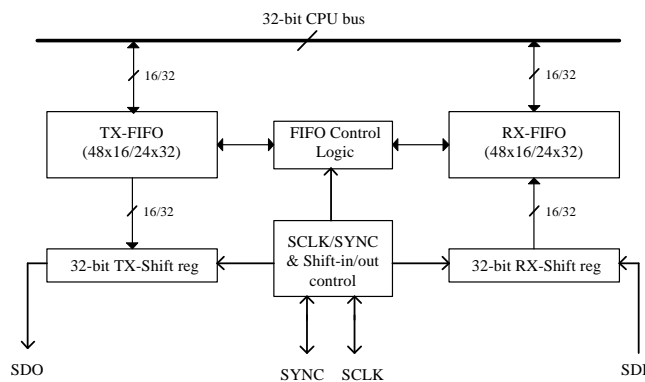 32-bit CPU bus
16/32
16/32
TX-FIFO
(48x16/24x32)
FIFO Control
Logic
RX-FIFO
(48x16/24x32)
16/32
16/32
32-bit TX-Shift reg
SCLK/SYNC
& Shift-in/out
control
32-bit RX-Shift reg
SDO
SYNC
SCLK
SDI